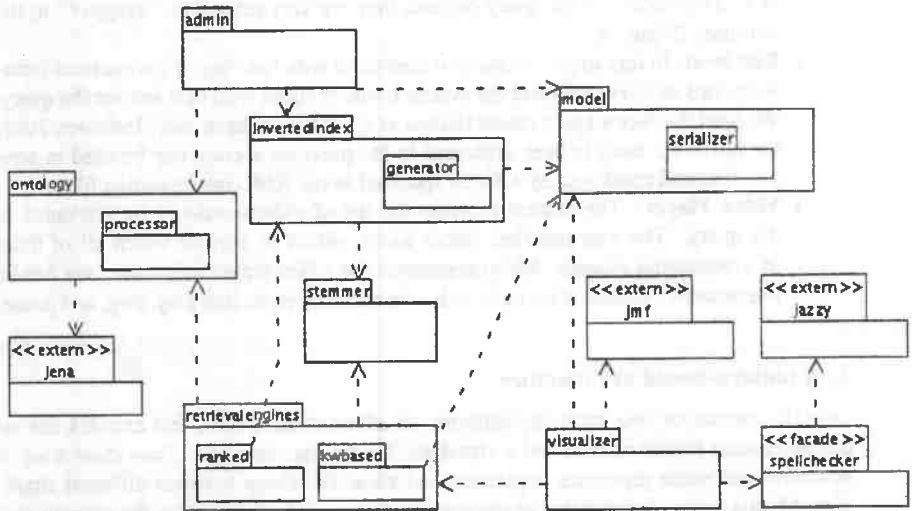 admin
model
invertedindex
serializer
generator
ontology
processor
stemmer
<< extern >>
jmf
<< extern >>
jazzy
<< extern >>
jena
retrievalengines
ranked
kwbased
visualizer
<< facade >>
spellchecker